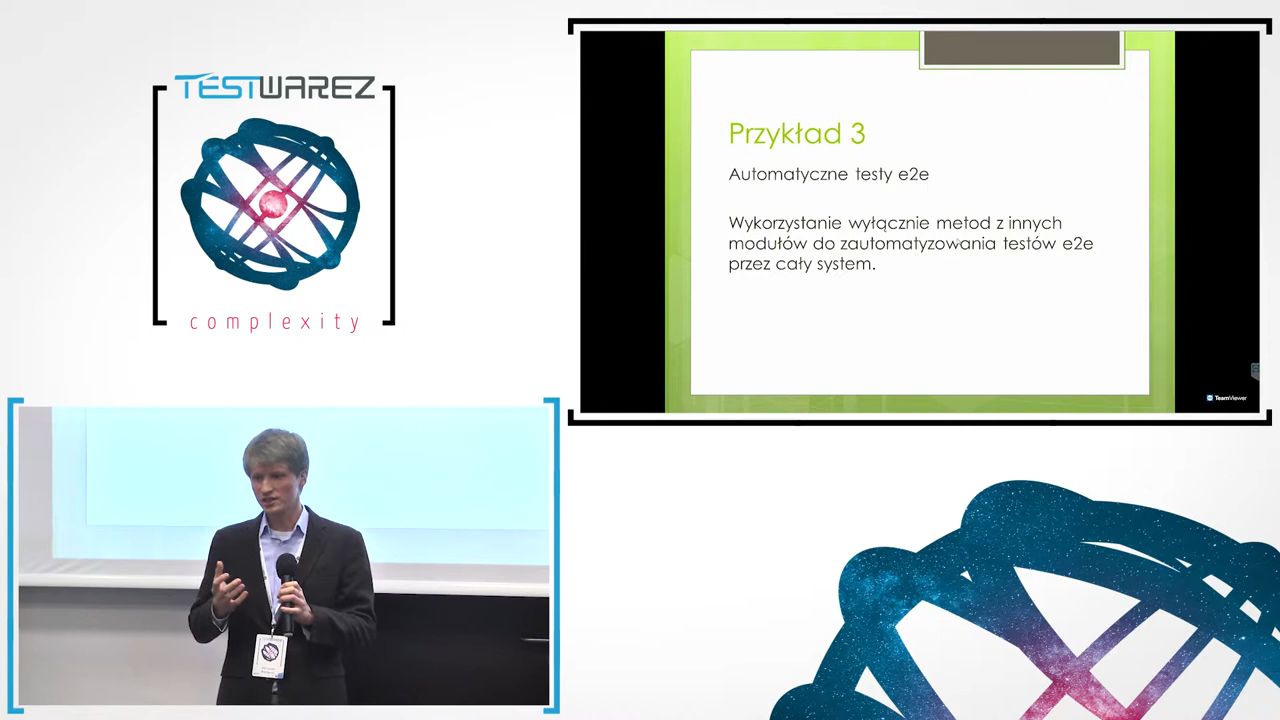 TESTWAREZ
complexity
Przykład 3
Automatyczne testy e2e
Wykorzystanie wyłącznie metod z innych
modułów do zautomatyzowania testów e2e
przez cały system.
TeamViewer